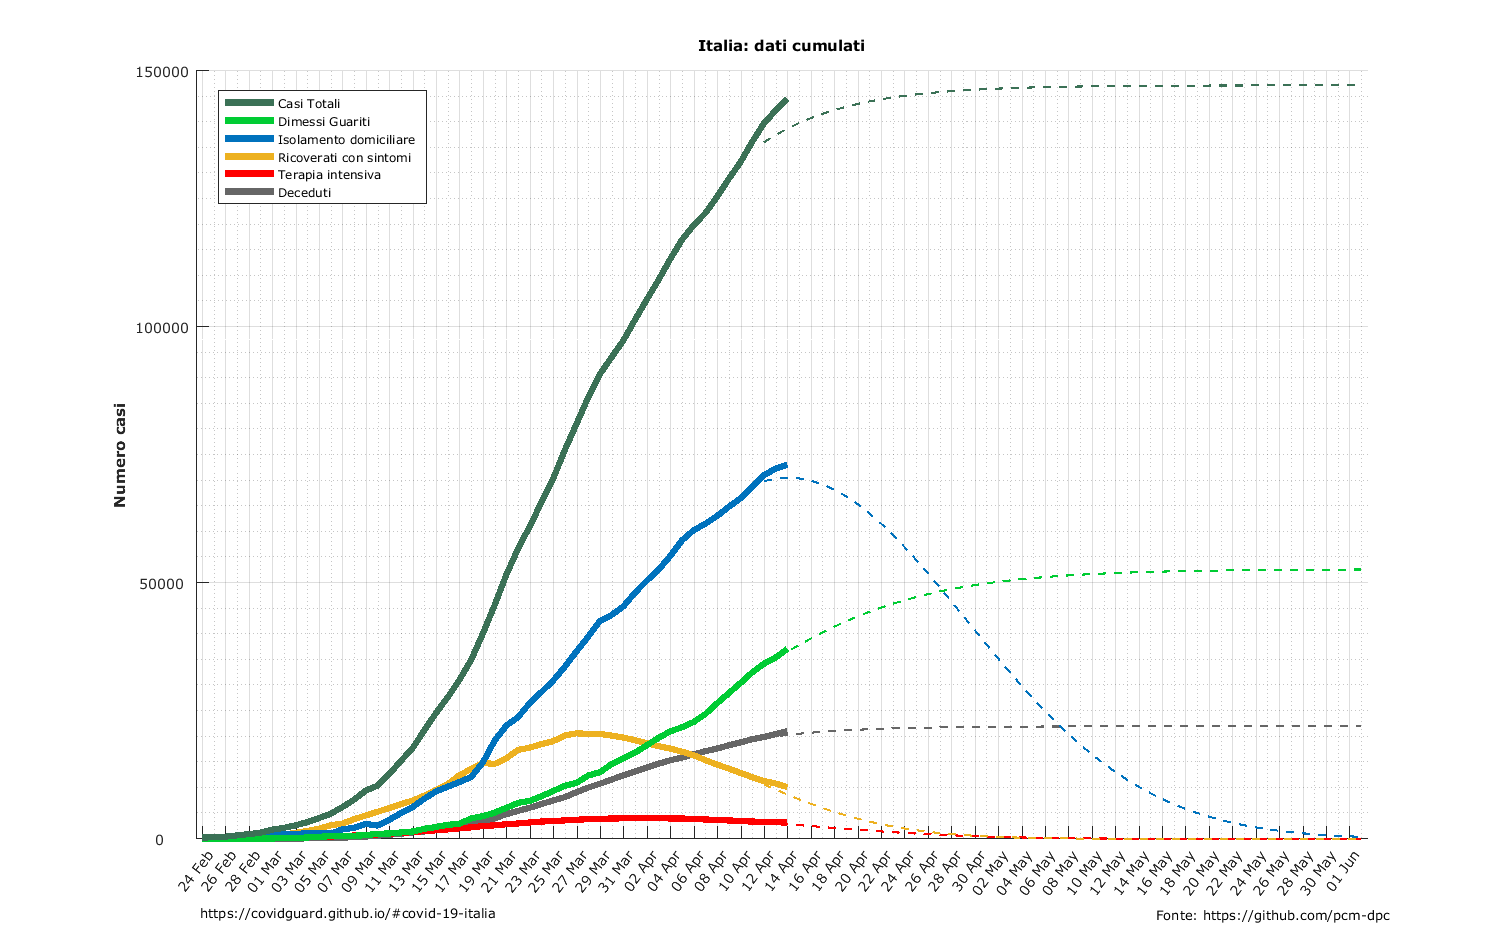 Italia: dati cumulati
150000
100000
50000
0
Numero casi
Casi Totali
Dimessi Guariti
Isolamento domiciliare
Ricoverati con sintomi
Terapia intensiva
Deceduti
24 Feb
26 Feb
28 Feb
01 Mar
03 Mar
05 Mar
07 Mar
09 Mar
11 Mar
13 Mar
15 Mar
17 Mar
19 Mar
21 Mar
23 Mar
25 Mar
27 Mar
29 Mar
31 Mar
02 Apr
04 Apr
06 Apr
08 Apr
10 Apr
12 Apr
14 Apr
16 Apr
18 Apr
20 Apr
22 Apr
24 Apr
26 Apr
28 Apr
30 Apr
02 May
04 May
06 May
08 May
10 May
12 May
14 May
16 May
18 May
20 May
22 May
24 May
26 May
28 May
30 May
01 Jun
https://covidguard.github.io/#covid-19-italia
Fonte: https://github.com/pcm-dpc